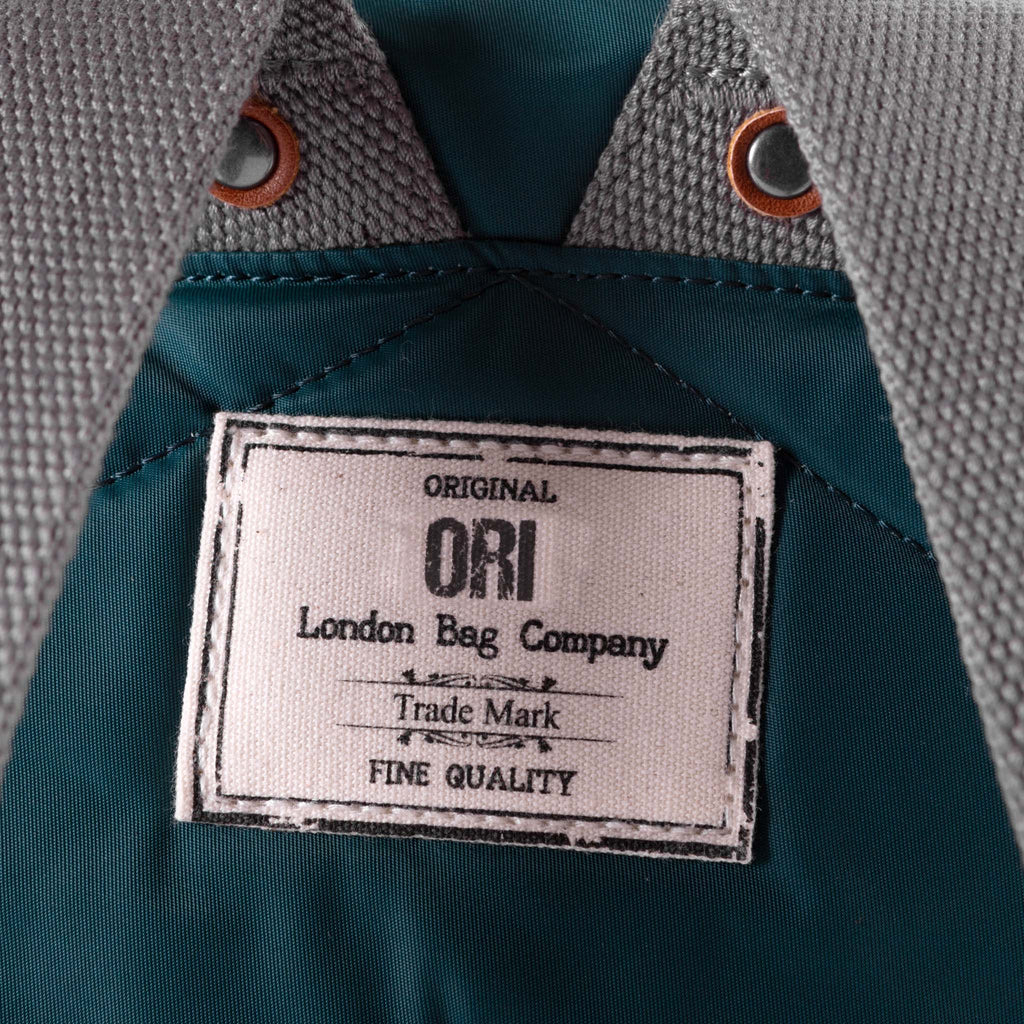 ORIGINAL
ORI
London Bag Company
Trade Mark
FINE QUALITY